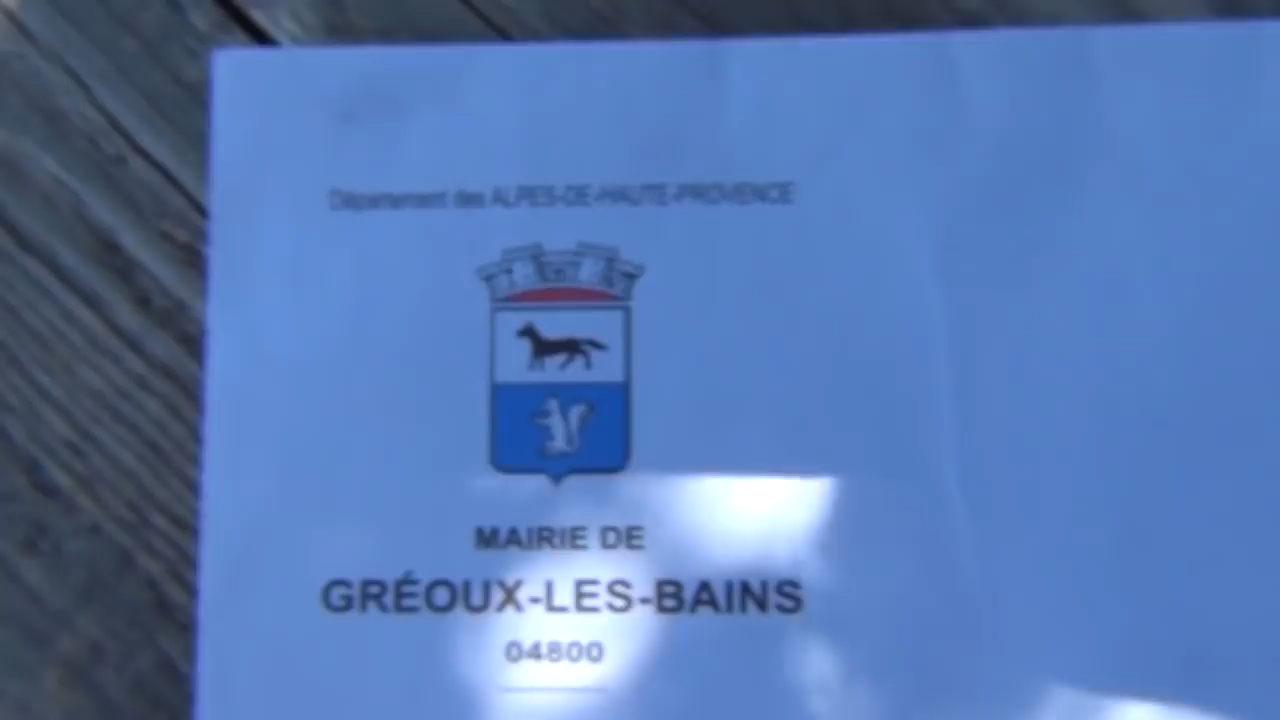 Département des ALPES-DE-HAUTE-PROVENCE
MAIRIE DE
GRÉOUX-LES-BAINS
04800